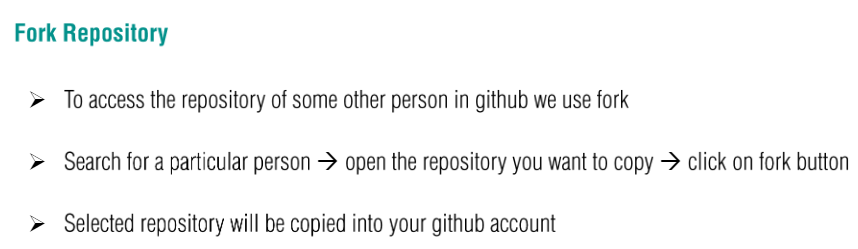 Fork Repository
➢ To access the repository of some other person in github we use fork
➢ Search for a particular person → open the repository you want to copy → click on fork button
➢ Selected repository will be copied into your github account